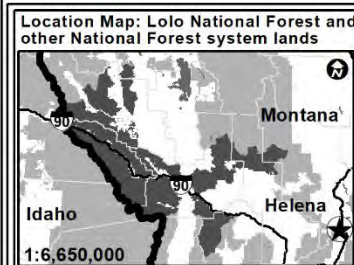 Location Map: Lolo National Forest and
other National Forest system lands
N
90
Montana
90
Idaho
Helena
1:6,650,000